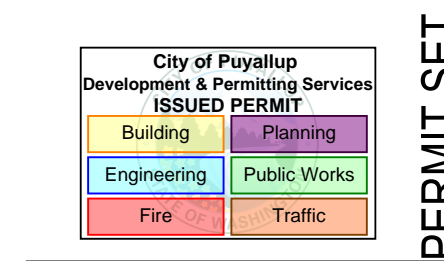 City of Puyallup
Development & Permitting Services
ISSUED PERMIT
Building Planning
Engineering Public Works
Fire Traffic
PERMIT SET